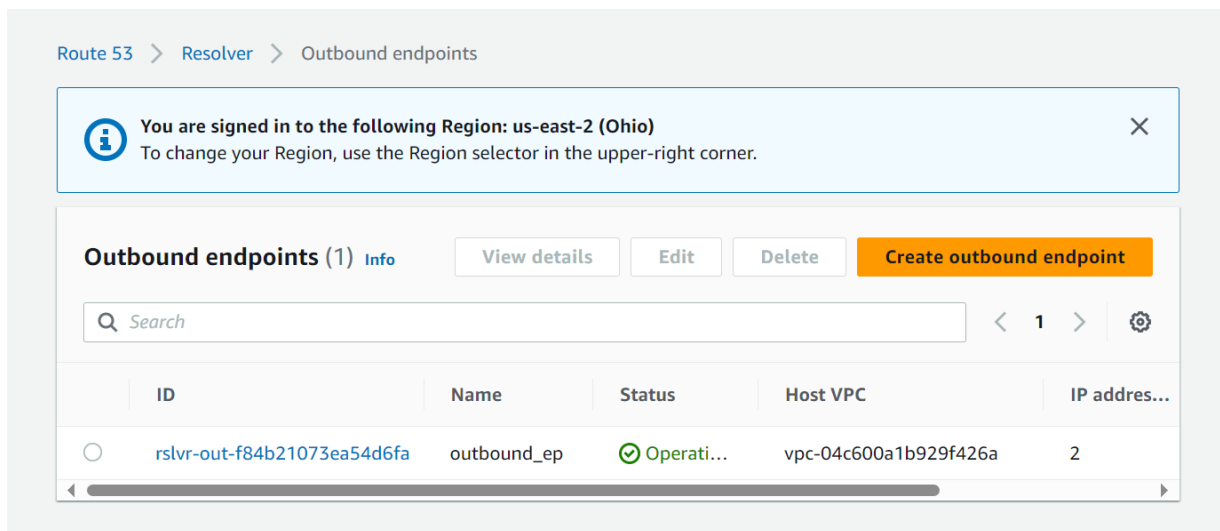 Route 53 > Resolver > Outbound endpoints
You are signed in to the following Region: us-east-2 (Ohio)
To change your Region, use the Region selector in the upper-right corner.
Outbound endpoints (1) Info View details Edit Delete Create outbound endpoint
Search 1
ID Name Status Host VPC IP addres...
rslvr-out-f84b21073ea54d6fa outbound_ep Operati... vpc-04c600a1b929f426a 2